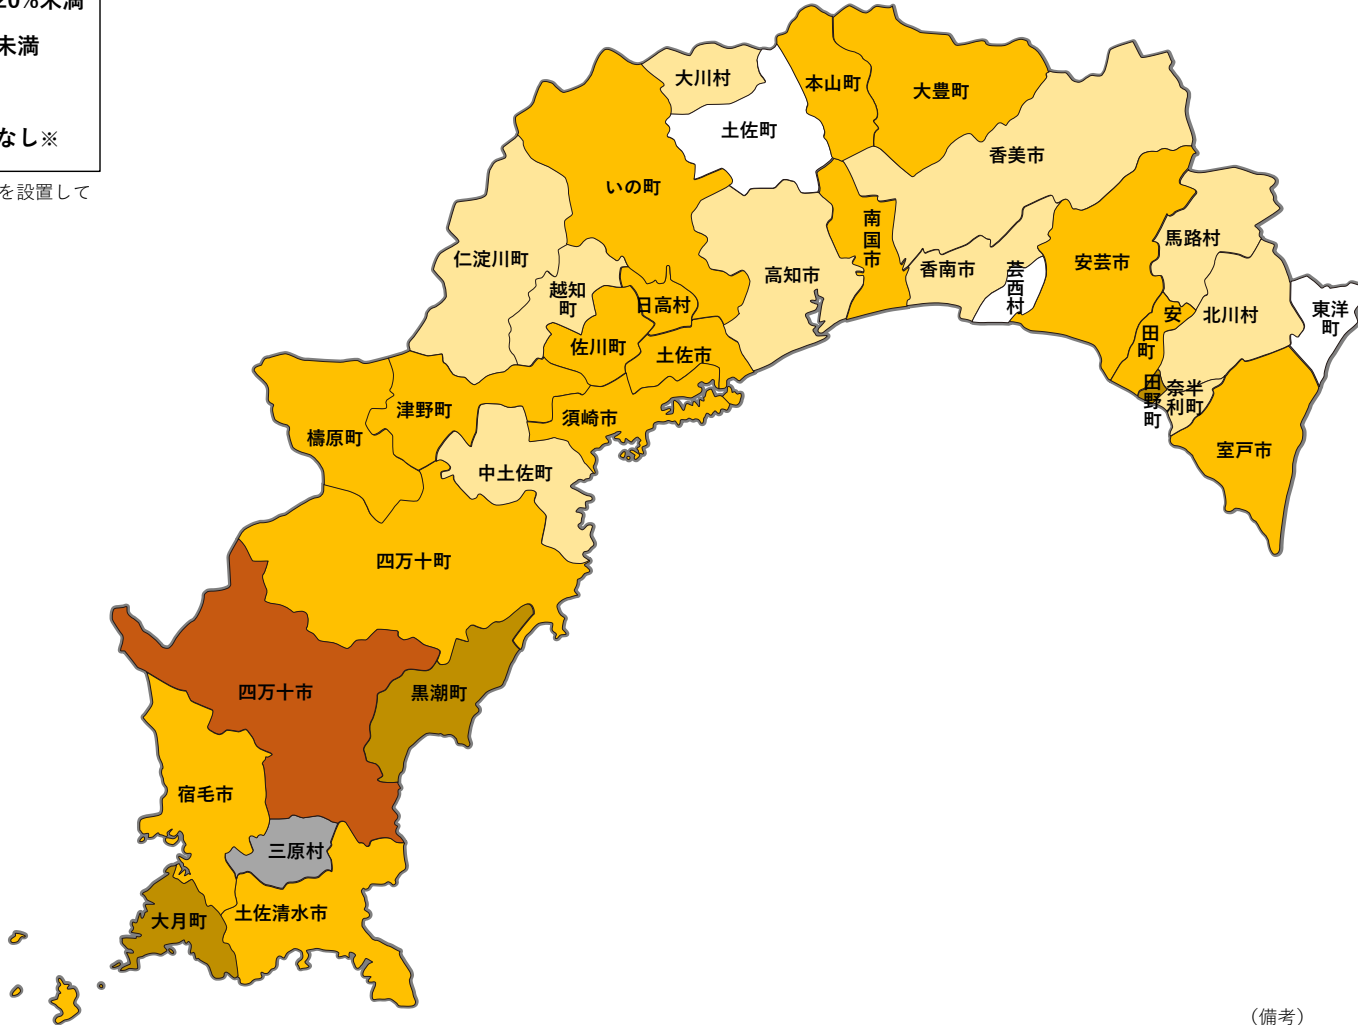 20%未満
未満
なし※
を設置して
大川村
本山町
大豊町
土佐町
香美市
いの町
南国市
馬路村
仁淀川町
高知市
香南市
芸西村
安芸市
越知町
日高村
安田町
北川村
東洋町
佐川町
土佐市
田野町
奈半利町
津野町
須崎市
檮原町
室戸市
中土佐町
四万十町
四万十市
黒潮町
宿毛市
三原村
大月町
土佐清水市
（備考）